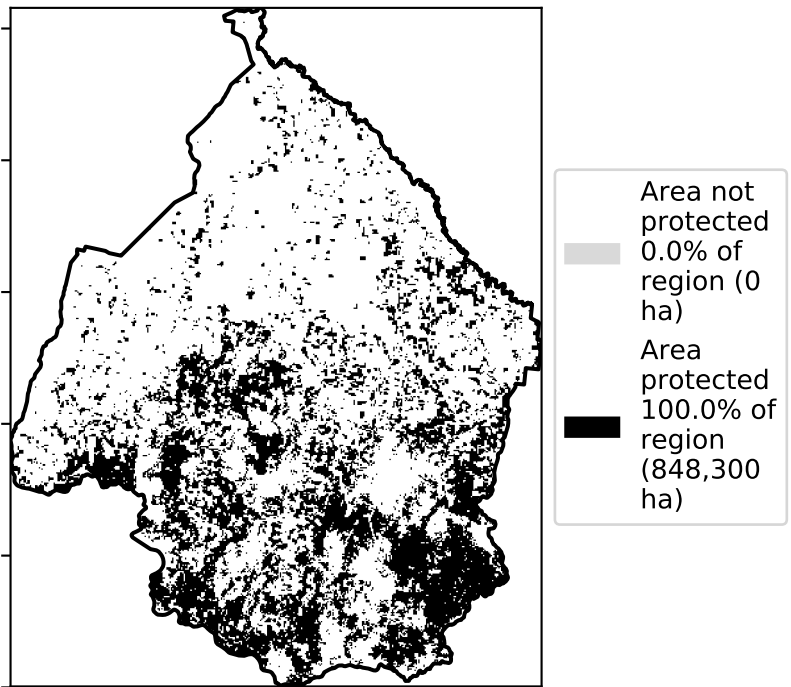 Area not
protected
0.0% of
region (0
ha)
Area
protected
100.0% of
region
(848,300
ha)